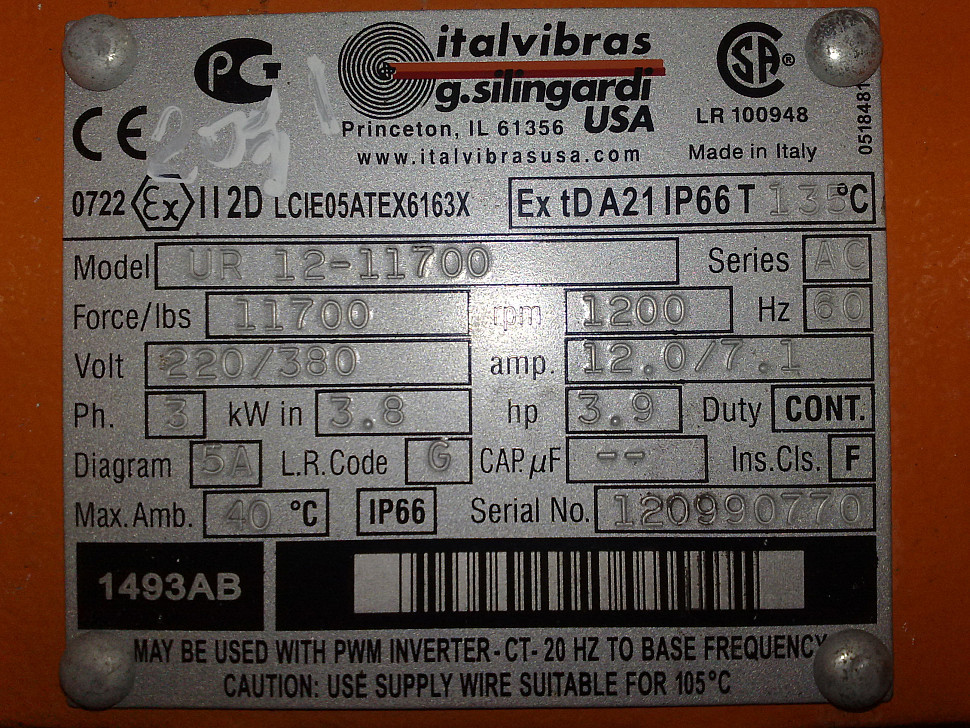 italvibras
g.silingardi
USA
Princeton, IL 61356
www.italvibrasusa.com
CSA®
LR 100948
Made in Italy
0518481
CE
0722 Ex II 2D LCIE05ATEX6163X Ex tD A21 IP66 T 135°C
Model UR 12-11700 Series AC
Force/lbs 11700 rpm 1200 Hz 60
Volt 220/380 amp. 12.0/7.1
Ph. 3 kW in 3.8 hp 3.9 Duty CONT.
Diagram 5A L.R.Code G CAP.µF -- Ins.Cls. F
Max.Amb. 40 °C IP66 Serial No. 120990770
1493AB
MAY BE USED WITH PWM INVERTER-CT-20 HZ TO BASE FREQUENCY
CAUTION: USE SUPPLY WIRE SUITABLE FOR 105°C